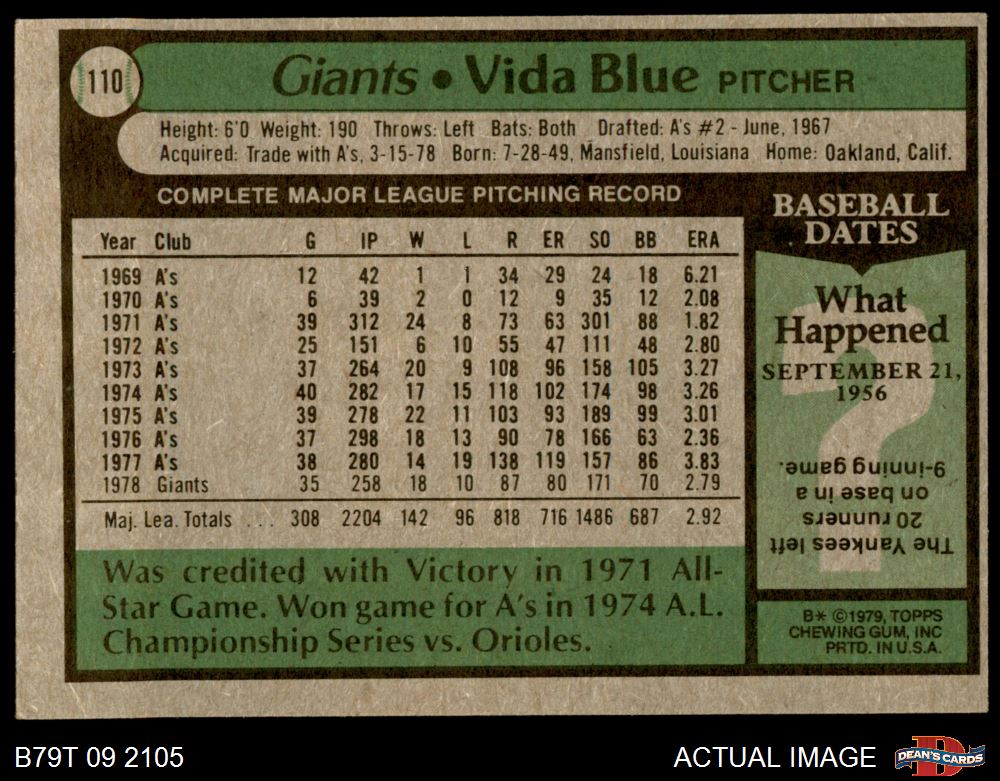 110
Giants • Vida Blue PITCHER
Height: 6'0 Weight: 190 Throws: Left Bats: Both Drafted: A's #2 - June, 1967
Acquired: Trade with A's, 3-15-78 Born: 7-28-49, Mansfield, Louisiana Home: Oakland, Calif.
COMPLETE MAJOR LEAGUE PITCHING RECORD
Year Club G IP W L R ER SO BB ERA
1969 A's 12 42 1 1 34 29 24 18 6.21
1970 A's 6 39 2 0 12 9 35 12 2.08
1971 A's 39 312 24 8 73 63 301 88 1.82
1972 A's 25 151 6 10 55 47 111 48 2.80
1973 A's 37 264 20 9 108 96 158 105 3.27
1974 A's 40 282 17 15 118 102 174 98 3.26
1975 A's 39 278 22 11 103 93 189 99 3.01
1976 A's 37 298 18 13 90 78 166 63 2.36
1977 A's 38 280 14 19 138 119 157 86 3.83
1978 Giants 35 258 18 10 87 80 171 70 2.79
Maj. Lea. Totals ... 308 2204 142 96 818 716 1486 687 2.92
Was credited with Victory in 1971 All-
Star Game. Won game for A's in 1974 A.L.
Championship Series vs. Orioles.
BASEBALL
DATES
What
Happened
SEPTEMBER 21,
1956
?
The Yankees left
20 runners
on base in a
9-inning game.
B* ©1979, TOPPS
CHEWING GUM, INC
PRTD. IN U.S.A.
B79T 09 2105
ACTUAL IMAGE
D
DEAN'S CARDS